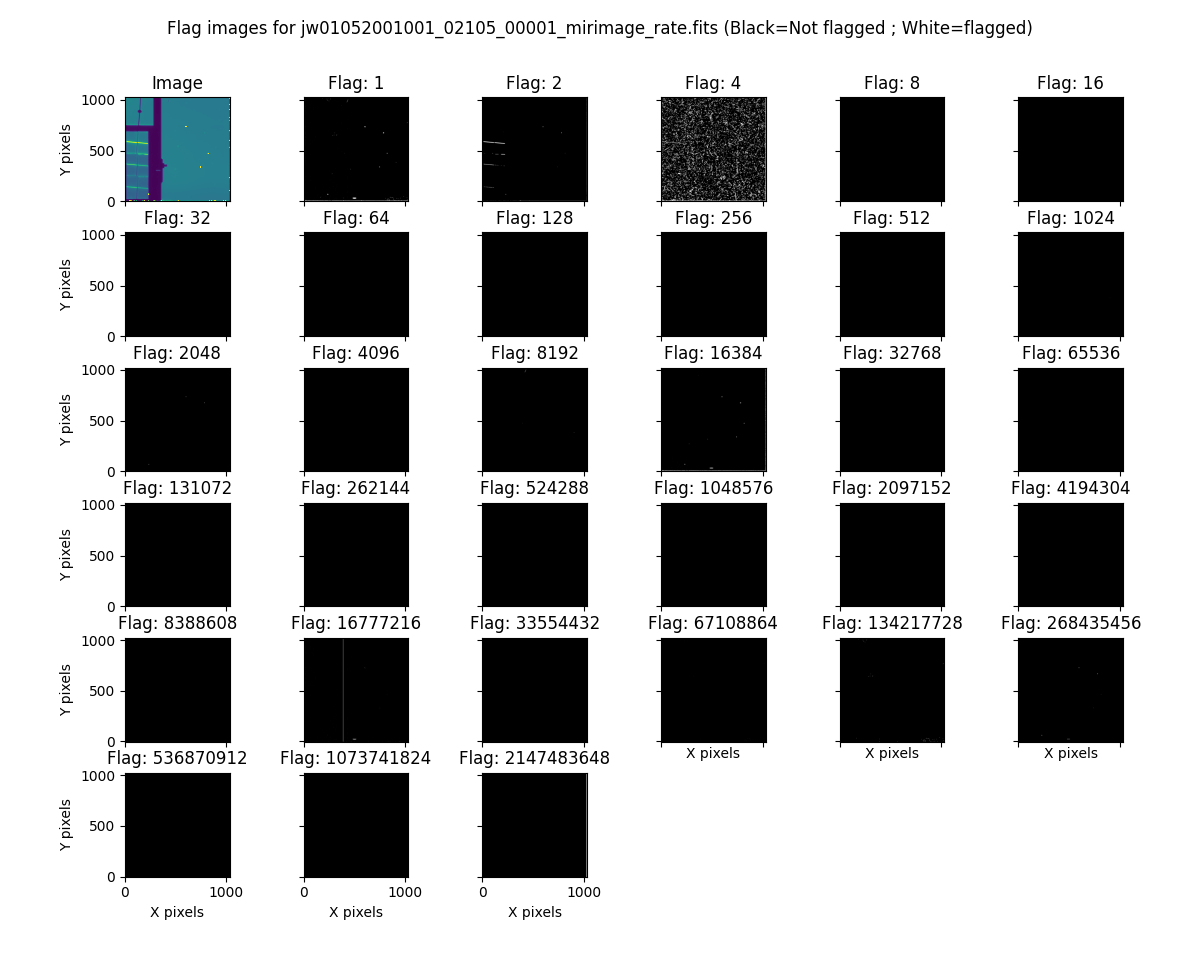 Flag images for jw01052001001_02105_00001_mirimage_rate.fits (Black=Not flagged ; White=flagged)
Image Flag: 1 Flag: 2 Flag: 4 Flag: 8 Flag: 16
1000
Y pixels
500
0
Flag: 32 Flag: 64 Flag: 128 Flag: 256 Flag: 512 Flag: 1024
1000
Y pixels
500
0
Flag: 2048 Flag: 4096 Flag: 8192 Flag: 16384 Flag: 32768 Flag: 65536
1000
Y pixels
500
0
Flag: 131072 Flag: 262144 Flag: 524288 Flag: 1048576 Flag: 2097152 Flag: 4194304
1000
Y pixels
500
0
Flag: 8388608 Flag: 16777216 Flag: 33554432 Flag: 67108864 Flag: 134217728 Flag: 268435456
1000
Y pixels
500
0
X pixels X pixels X pixels
Flag: 536870912 Flag: 1073741824 Flag: 2147483648
1000
Y pixels
500
0
0 1000 0 1000 0 1000
X pixels X pixels X pixels